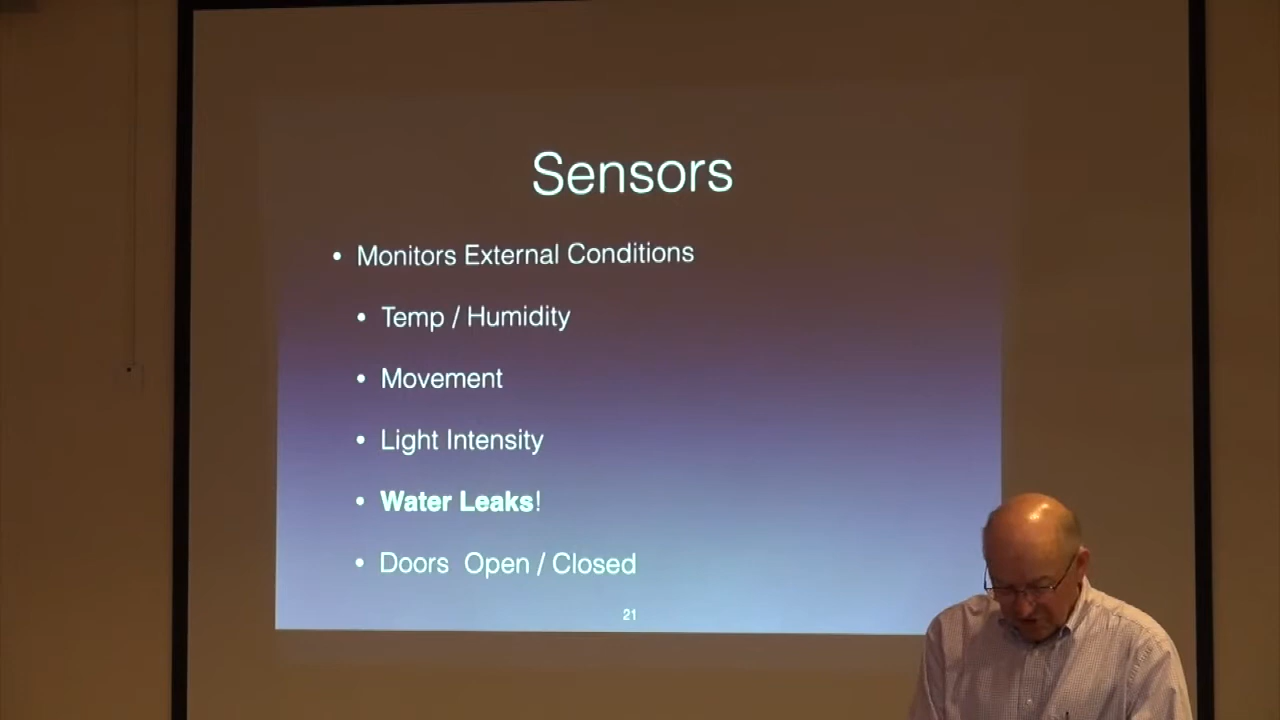 Sensors
• Monitors External Conditions
• Temp / Humidity
• Movement
• Light Intensity
• Water Leaks!
• Doors Open / Closed
21